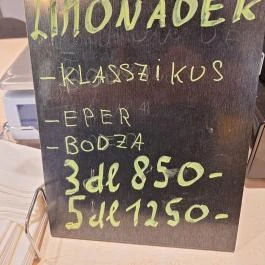 LIMONÁDÉK
- KLASSZIKUS
- EPER
- BODZA
3dl 850-
5dl 1250-